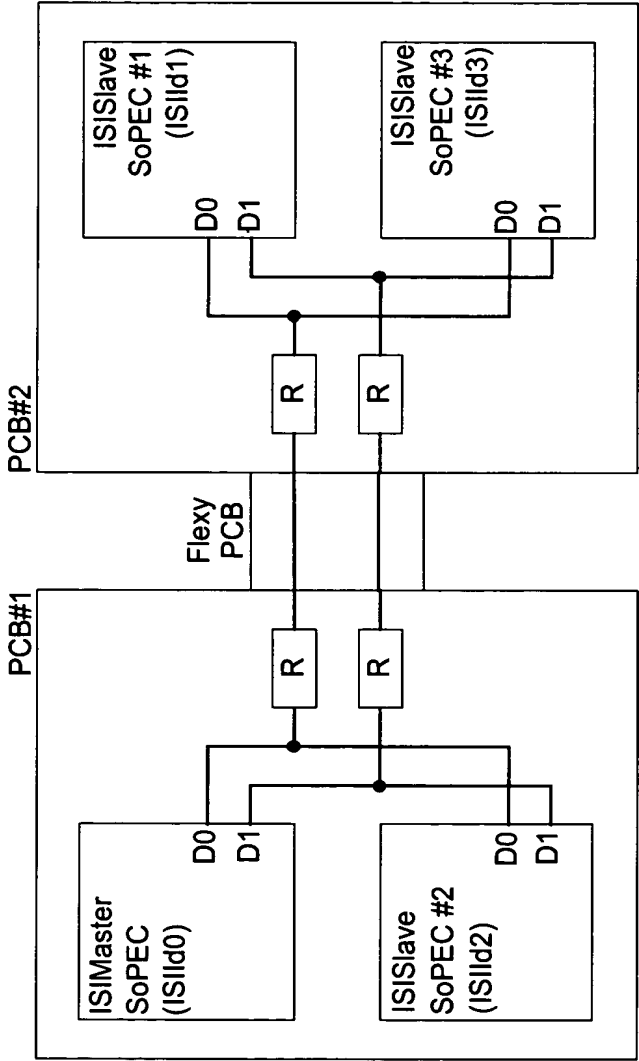 PCB#1
ISIMaster
SoPEC
(ISIId0)
D0
D1
ISISlave
SoPEC #2
(ISIId2)
D0
D1
R
R
Flexy
PCB
PCB#2
R
R
ISISlave
SoPEC #1
(ISIId1)
D0
D1
ISISlave
SoPEC #3
(ISIId3)
D0
D1